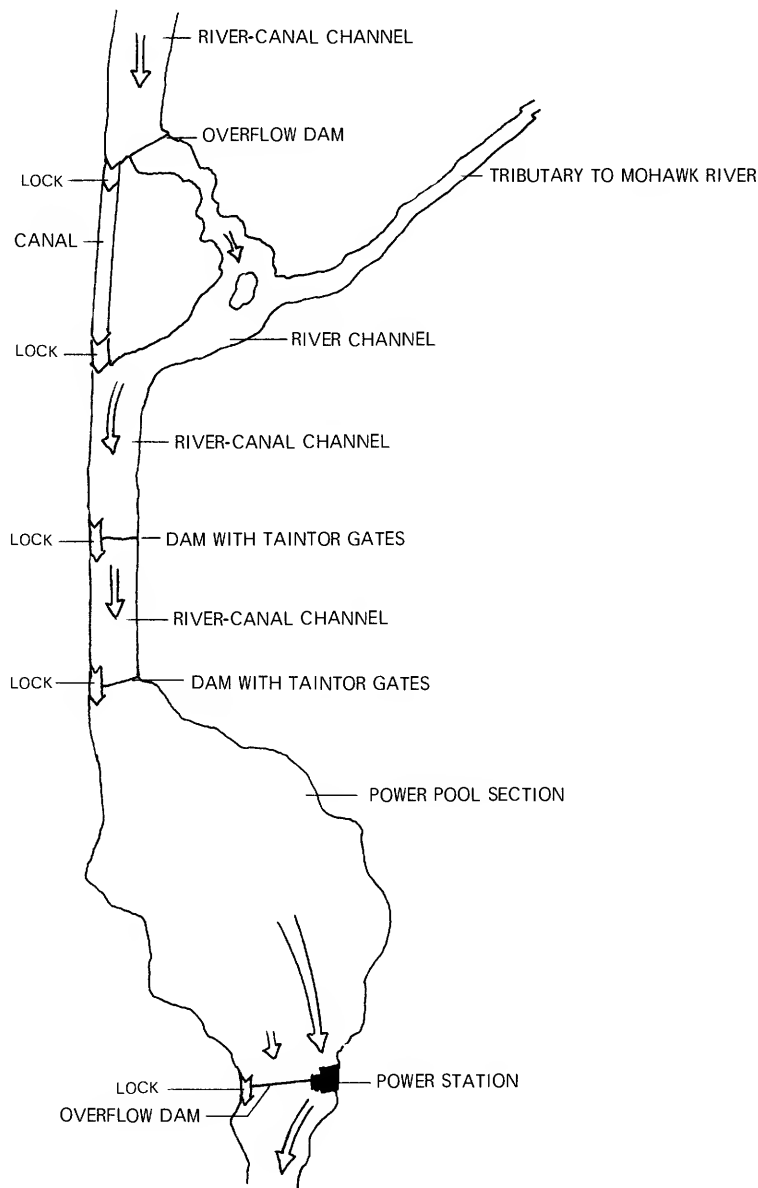 RIVER-CANAL CHANNEL
OVERFLOW DAM
TRIBUTARY TO MOHAWK RIVER
LOCK
CANAL
RIVER CHANNEL
LOCK
RIVER-CANAL CHANNEL
LOCK
DAM WITH TAINTOR GATES
RIVER-CANAL CHANNEL
LOCK
DAM WITH TAINTOR GATES
POWER POOL SECTION
POWER STATION
LOCK
OVERFLOW DAM